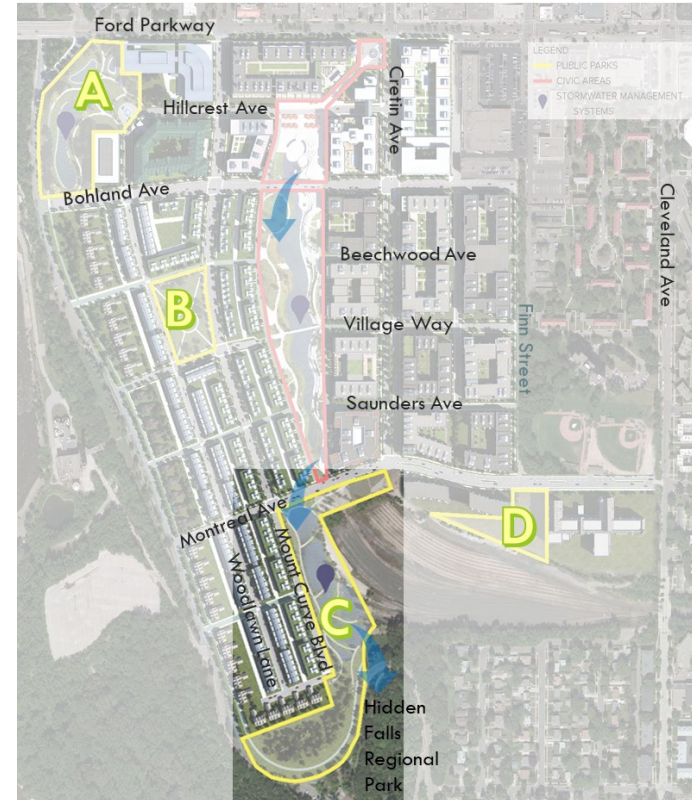 Ford Parkway
LEGEND
PUBLIC PARKS
CIVIC AREAS
STORMWATER MANAGEMENT
SYSTEMS
A
Hillcrest Ave
Cretin Ave
Bohland Ave
Cleveland Ave
Beechwood Ave
B
Village Way
Finn Street
Saunders Ave
Montreal Ave
D
Mount Curve Blvd
Woodlawn Lane
C
Hidden
Falls
Regional
Park